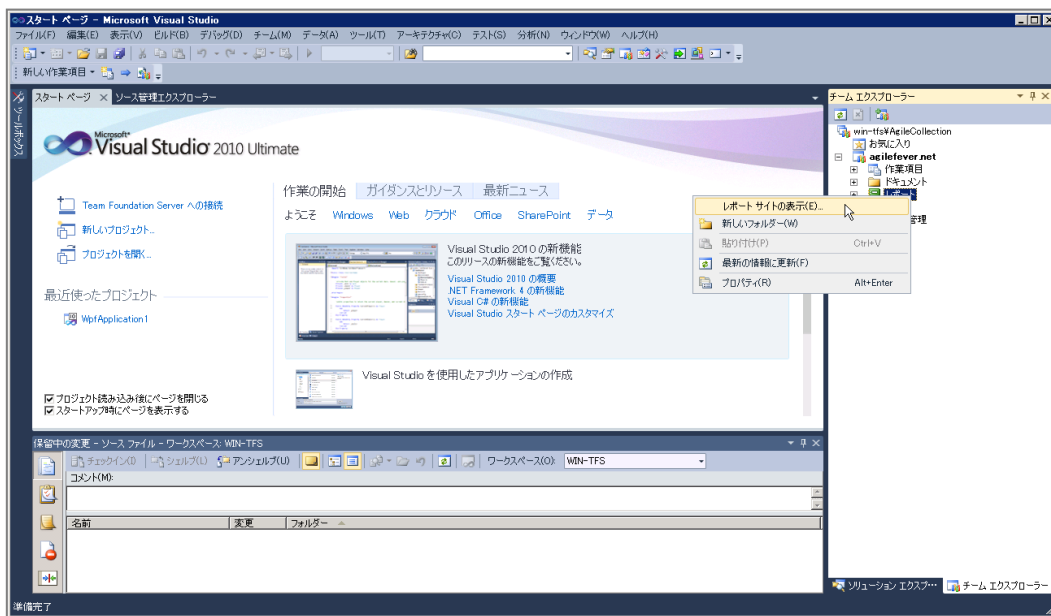 スタート ページ - Microsoft Visual Studio
ファイル(F) 編集(E) 表示(V) ビルド(B) デバッグ(D) チーム(M) データ(A) ツール(T) アーキテクチャ(C) テスト(S) 分析(N) ウィンドウ(W) ヘルプ(H)
新しい作業項目
ツールボックス
スタート ページ ソース管理エクスプローラー
Microsoft
Visual Studio 2010 Ultimate
Team Foundation Server への接続
新しいプロジェクト...
プロジェクトを開く...
最近使ったプロジェクト
WpfApplication1
プロジェクト読み込み後にページを閉じる
スタートアップ時にページを表示する
作業の開始 ガイダンスとリソース 最新ニュース
ようこそ Windows Web クラウド Office SharePoint データ
Visual Studio 2010 の新機能
このリリースの新機能をご覧ください。
Visual Studio 2010 の概要
.NET Framework 4 の新機能
Visual C# の新機能
Visual Studio スタート ページのカスタマイズ
Visual Studio を使用したアプリケーションの作成
チーム エクスプローラー
win-tfs¥AgileCollection
お気に入り
agilefever.net
作業項目
ドキュメント
レポート
管理
レポート サイトの表示(E)...
新しいフォルダー(W)
貼り付け(P) Ctrl+V
最新の情報に更新(F)
プロパティ(R) Alt+Enter
保留中の変更 - ソース ファイル - ワークスペース: WIN-TFS
チェックイン(I) シェルブ(L) アンシェルブ(U) ワークスペース(O): WIN-TFS
コメント(M):
名前 変更 フォルダー
ソリューション エクスプ... チーム エクスプローラー
準備完了